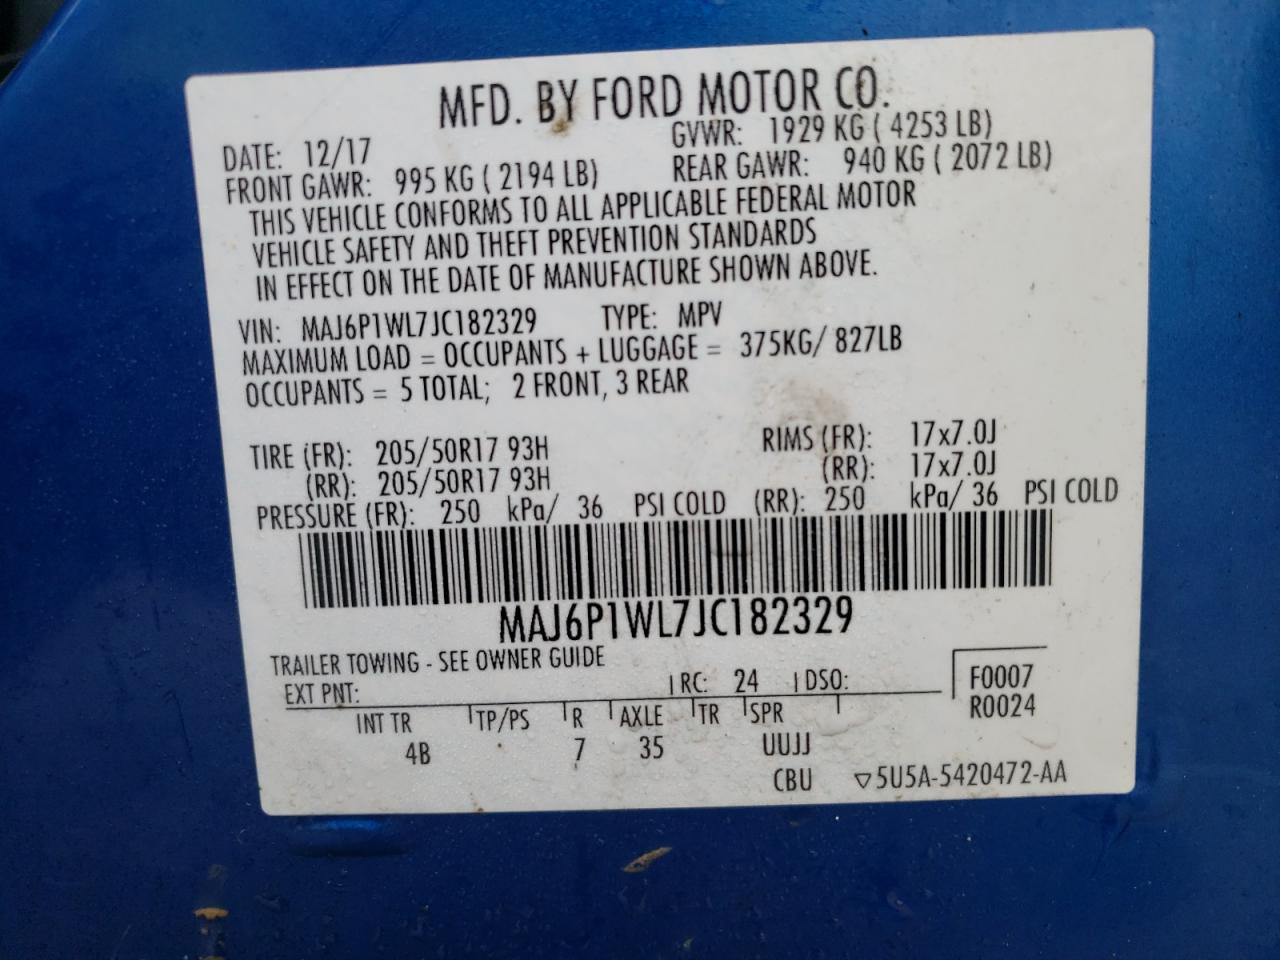 MFD. BY FORD MOTOR CO.
DATE: 12/17 GVWR: 1929 KG ( 4253 LB)
FRONT GAWR: 995 KG ( 2194 LB) REAR GAWR: 940 KG ( 2072 LB)
THIS VEHICLE CONFORMS TO ALL APPLICABLE FEDERAL MOTOR
VEHICLE SAFETY AND THEFT PREVENTION STANDARDS
IN EFFECT ON THE DATE OF MANUFACTURE SHOWN ABOVE.
VIN: MAJ6P1WL7JC182329 TYPE: MPV
MAXIMUM LOAD = OCCUPANTS + LUGGAGE = 375KG/ 827LB
OCCUPANTS = 5 TOTAL; 2 FRONT, 3 REAR
TIRE (FR): 205/50R17 93H RIMS (FR): 17x7.0J
(RR): 205/50R17 93H (RR): 17x7.0J
PRESSURE (FR): 250 kPa/ 36 PSI COLD (RR): 250 kPa/ 36 PSI COLD
MAJ6P1WL7JC182329
TRAILER TOWING - SEE OWNER GUIDE
EXT PNT: RC: 24 DSO: F0007
INT TR TP/PS R AXLE TR SPR R0024
4B 7 35 UUJJ
CBU ▽5U5A-5420472-AA